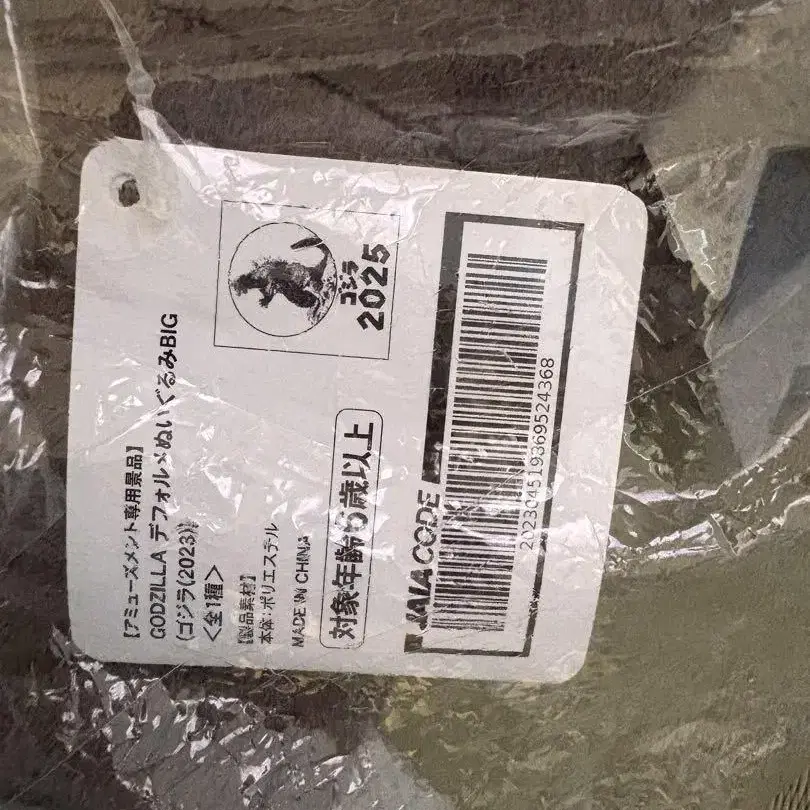 【アミューズメント専用景品】
GODZILLA デフォルメぬいぐるみBIG
(ゴジラ(2023))
<全1種>
【製品素材】
本体:ポリエステル
MADE IN CHINA
対象年齢6歳以上
ゴジラ
2025
JAIA CODE
202304519369524368